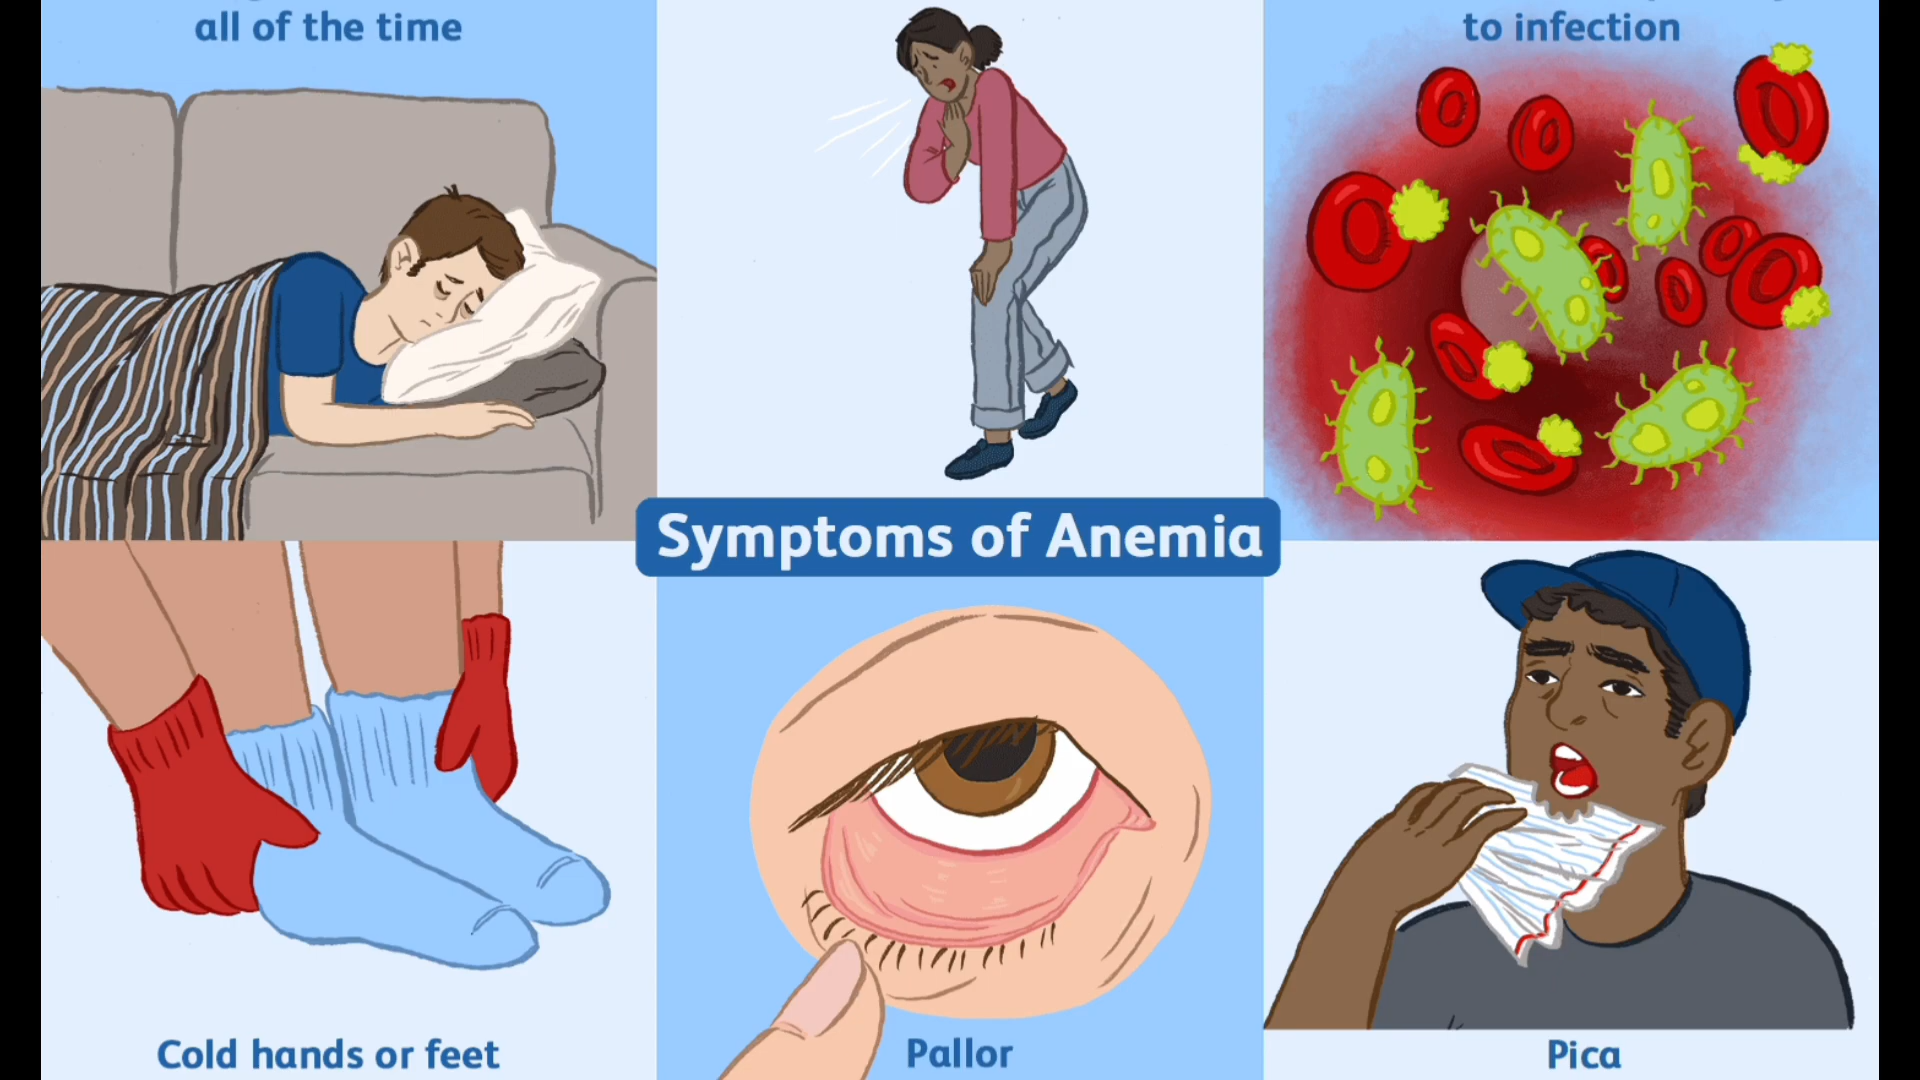 all of the time
to infection
Symptoms of Anemia
Cold hands or feet
Pallor
Pica